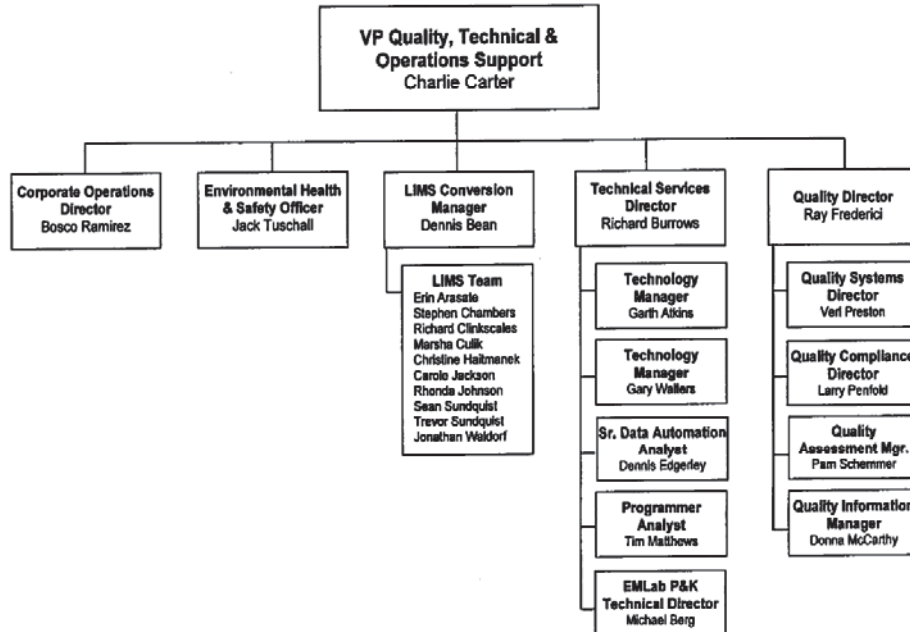 VP Quality, Technical &
Operations Support
Charlie Carter
Corporate Operations
Director
Bosco Ramirez
Environmental Health
& Safety Officer
Jack Tuschall
LIMS Conversion
Manager
Dennis Bean
Technical Services
Director
Richard Burrows
Quality Director
Ray Frederici
LIMS Team
Erin Arasate
Stephen Chambers
Richard Clinkscales
Marsha Culik
Christine Haitmanek
Carole Jackson
Rhonda Johnson
Sean Sundquist
Trevor Sundquist
Jonathan Waldorf
Technology
Manager
Garth Atkins
Technology
Manager
Gary Walters
Sr. Data Automation
Analyst
Dennis Edgerley
Programmer
Analyst
Tim Matthews
EMLab P&K
Technical Director
Michael Berg
Quality Systems
Director
Verl Preston
Quality Compliance
Director
Larry Penfold
Quality
Assessment Mgr.
Pam Schemmer
Quality Information
Manager
Donna McCarthy